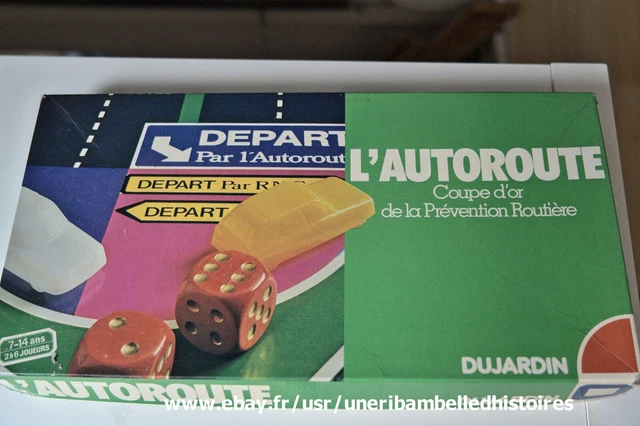 DEPART
Par l'Autorout
DEPART Par R.N.
DEPART
L'AUTOROUTE
Coupe d'or
de la Prévention Routière
7-14 ans
2 à 6 JOUEURS
DUJARDIN
L'AUTOROUTE
www.ebay.fr/usr/uneribambelledhistoires